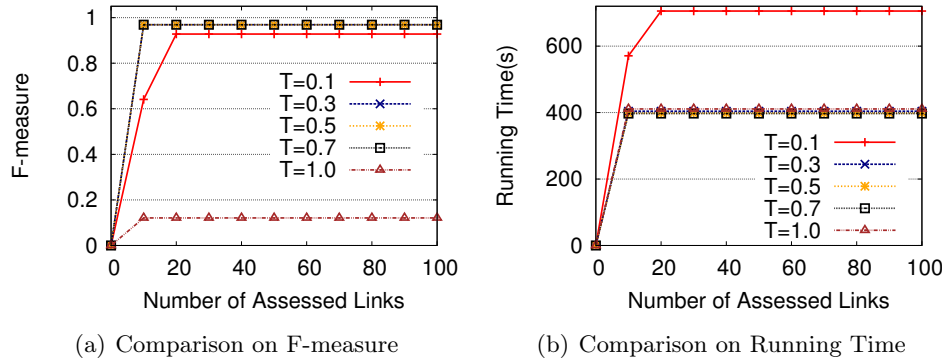 1
0.8
0.6
0.4
0.2
0
F-measure
T=0.1
T=0.3
T=0.5
T=0.7
T=1.0
0 20 40 60 80 100
Number of Assessed Links
(a) Comparison on F-measure
600
400
200
0
Running Time(s)
T=0.1
T=0.3
T=0.5
T=0.7
T=1.0
0 20 40 60 80 100
Number of Assessed Links
(b) Comparison on Running Time